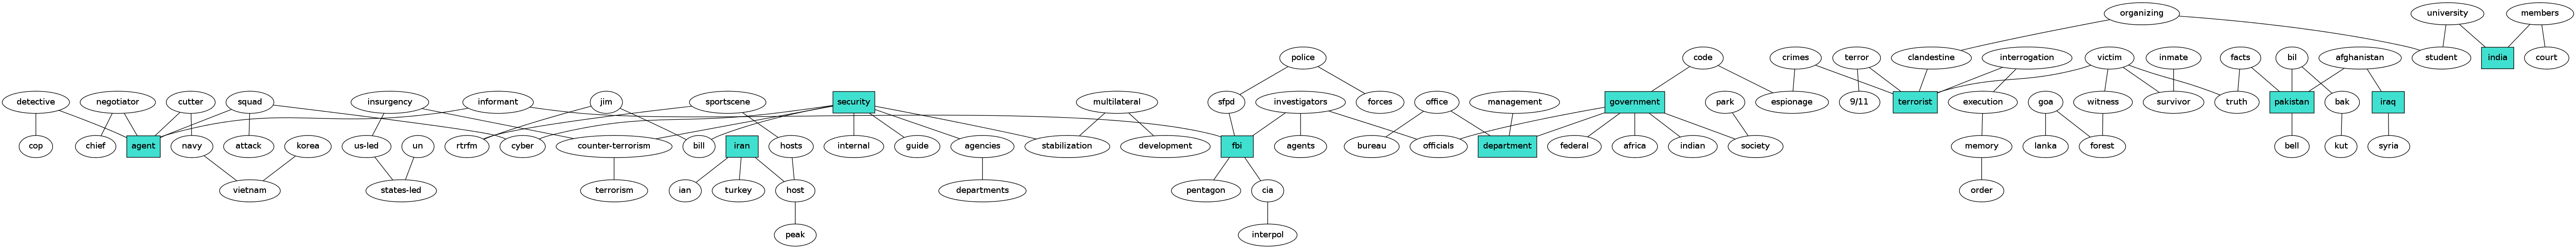 organizing
university
members
police
code
crimes
terror
clandestine
interrogation
victim
inmate
facts
bil
afghanistan
student
india
court
detective
negotiator
cutter
squad
insurgency
informant
jim
sportscene
security
multilateral
sfpd
investigators
forces
office
management
government
park
espionage
9/11
terrorist
execution
goa
witness
survivor
truth
pakistan
bak
iraq
cop
chief
agent
navy
attack
korea
us-led
un
rtrfm
cyber
counter-terrorism
bill
iran
hosts
internal
guide
agencies
stabilization
development
fbi
agents
bureau
officials
department
federal
africa
indian
society
memory
lanka
forest
bell
kut
syria
vietnam
states-led
terrorism
ian
turkey
host
departments
pentagon
cia
order
peak
interpol